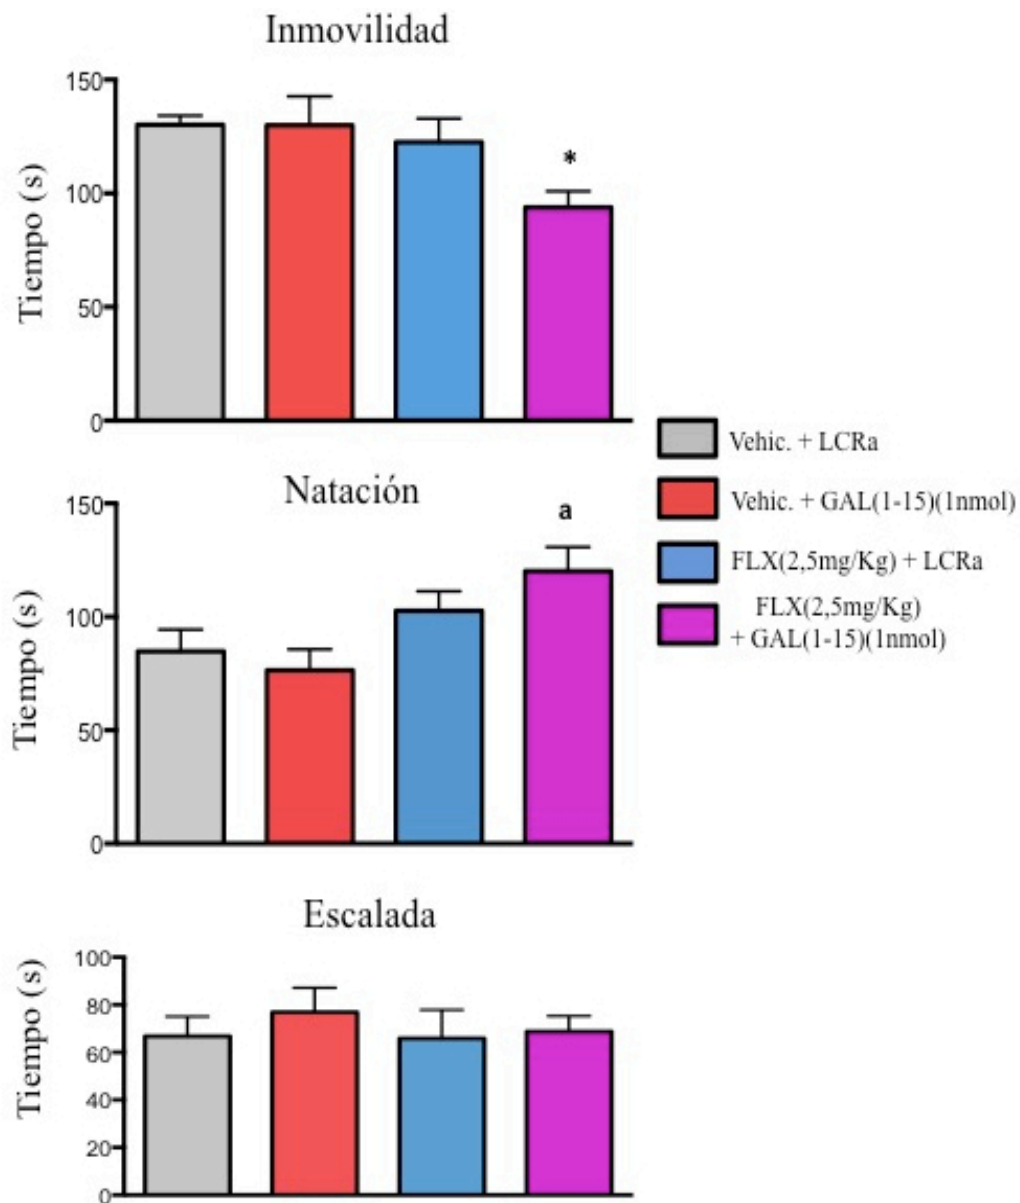 Inmovilidad
Tiempo (s)
150
100
50
0
*
Natación
Tiempo (s)
150
100
50
0
a
Vehic. + LCRa
Vehic. + GAL(1-15)(1nmol)
FLX(2,5mg/Kg) + LCRa
FLX(2,5mg/Kg)
+ GAL(1-15)(1nmol)
Escalada
Tiempo (s)
100
80
60
40
20
0